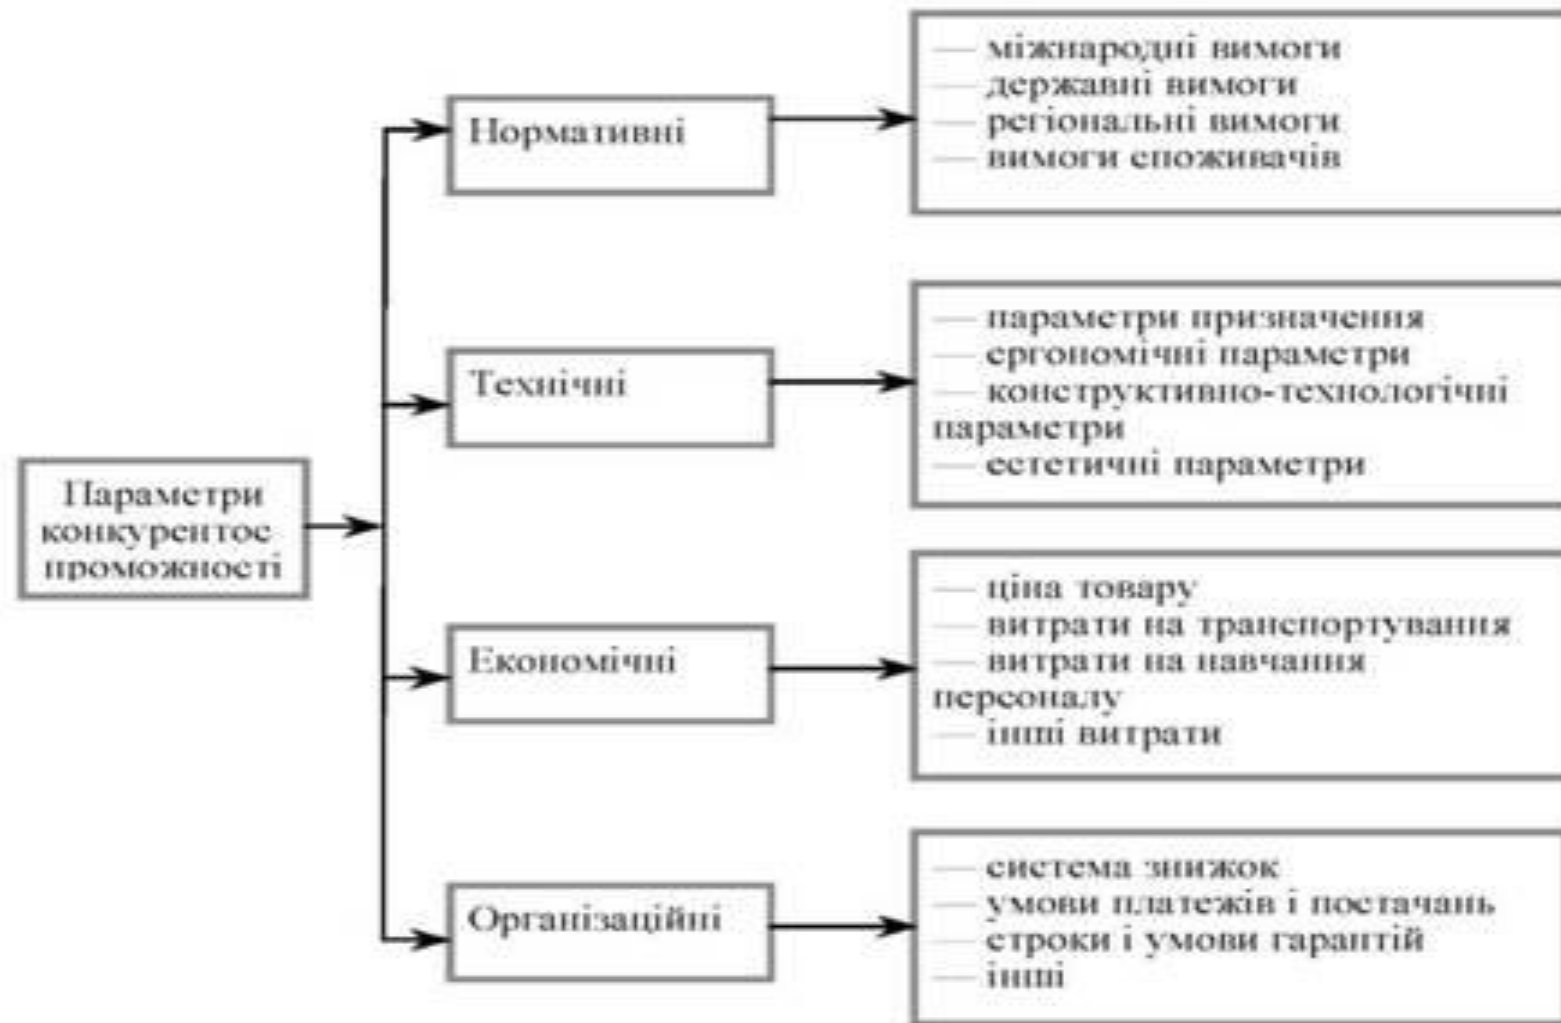 Параметри
конкурентос
проможності
Нормативні
— міжнародні вимоги
— державні вимоги
— регіональні вимоги
— вимоги споживачів
Технічні
— параметри призначення
— ергономічні параметри
— конструктивно-технологічні
параметри
— естетичні параметри
Економічні
— ціна товару
— витрати на транспортування
— витрати на навчання
персоналу
— інші витрати
Організаційні
— система знижок
— умови платежів і постачань
— строки і умови гарантій
— інші